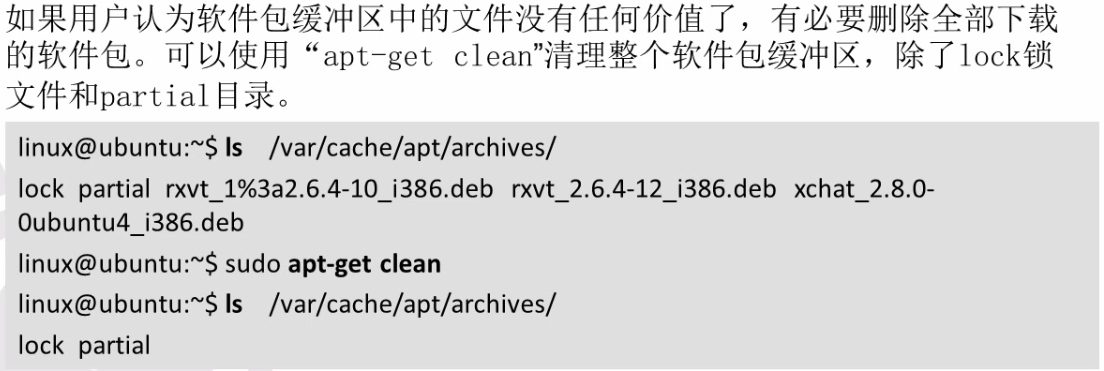 如果用户认为软件包缓冲区中的文件没有任何价值了，有必要删除全部下载
的软件包。可以使用“apt-get clean”清理整个软件包缓冲区，除了lock锁
文件和partial目录。
linux@ubuntu:~$ ls /var/cache/apt/archives/
lock partial rxvt_1%3a2.6.4-10_i386.deb rxvt_2.6.4-12_i386.deb xchat_2.8.0-
0ubuntu4_i386.deb
linux@ubuntu:~$ sudo apt-get clean
linux@ubuntu:~$ ls /var/cache/apt/archives/
lock partial